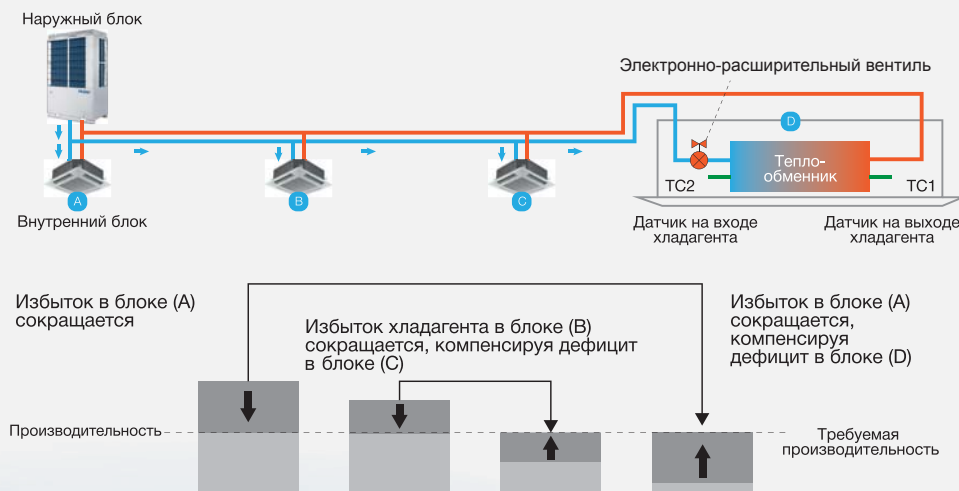 Наружный блок
Электронно-расширительный вентиль
D
Тепло-
обменник
TC2
TC1
A
B
C
Внутренний блок
Датчик на входе
хладагента
Датчик на выходе
хладагента
Избыток в блоке (A)
сокращается
Избыток хладагента в блоке (B)
сокращается, компенсируя дефицит
в блоке (C)
Избыток в блоке (A)
сокращается,
компенсируя
дефицит в блоке (D)
Производительность
Требуемая
производительность